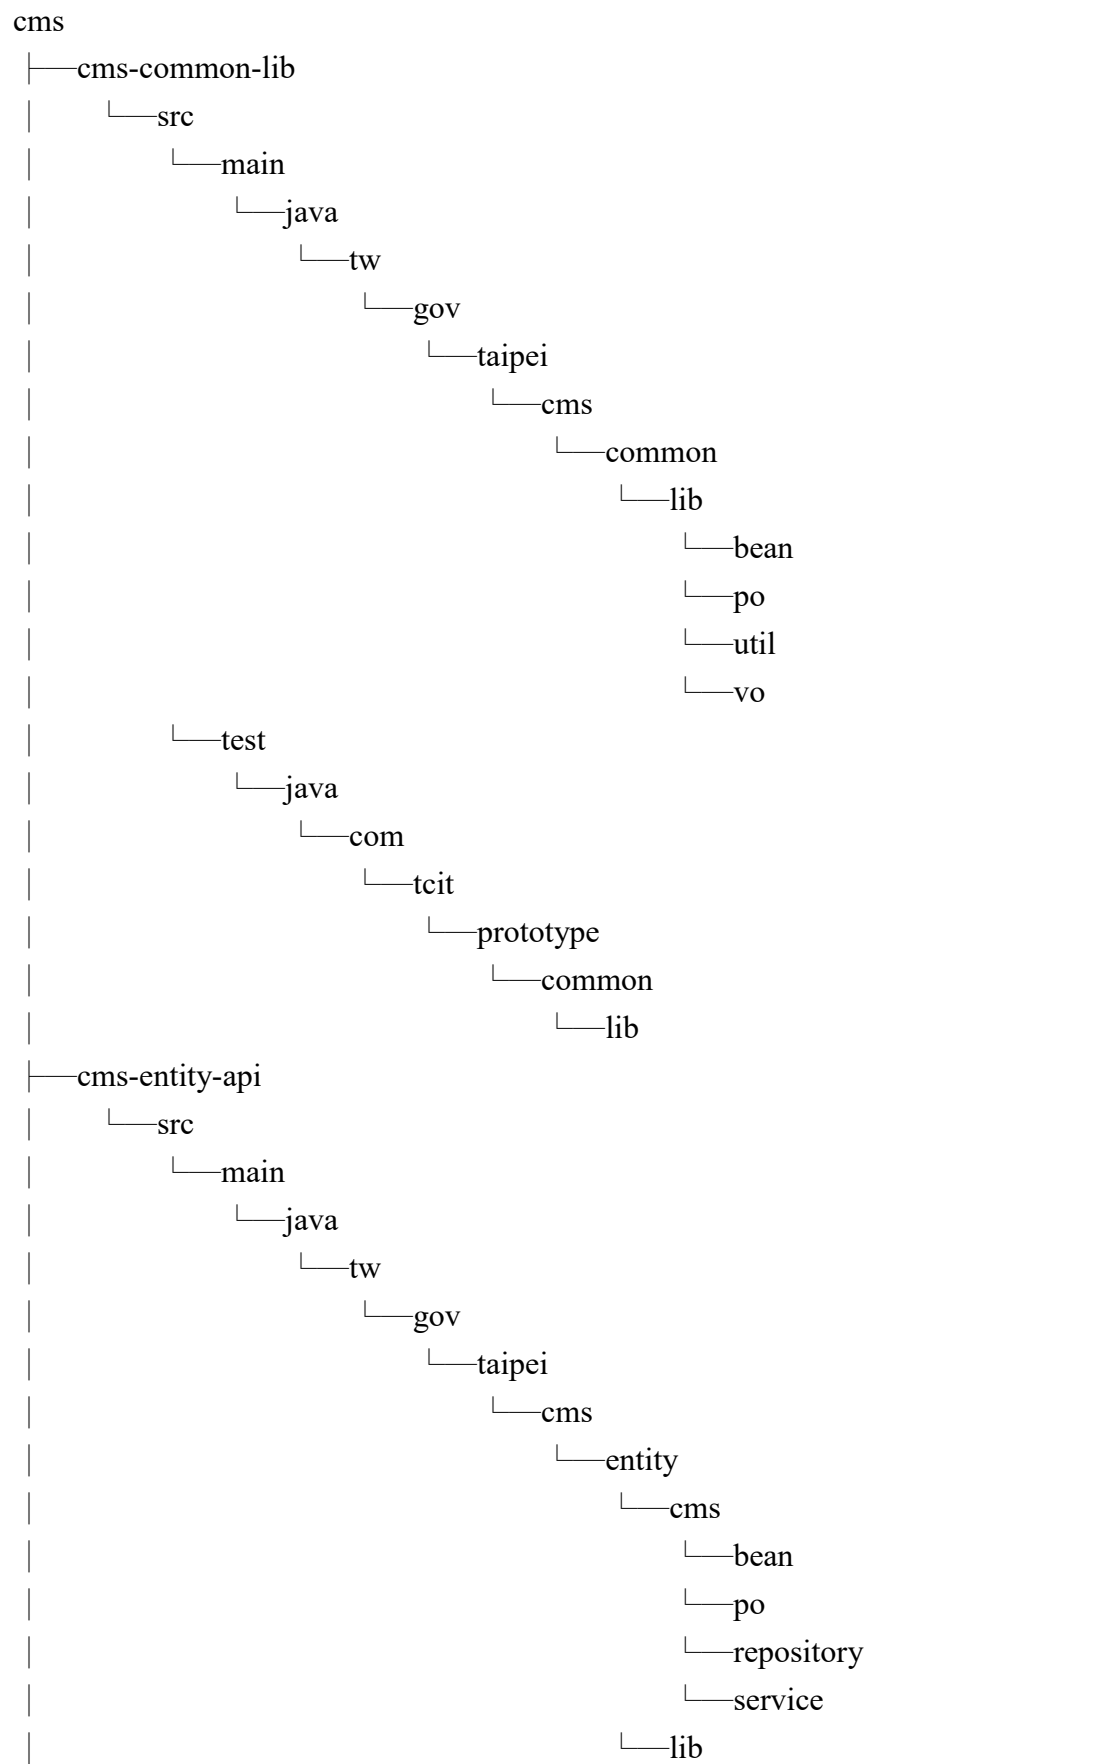 cms
├──cms-common-lib
│ └──src
│ └──main
│ └──java
│ └──tw
│ └──gov
│ └──taipei
│ └──cms
│ └──common
│ └──lib
│ └──bean
│ └──po
│ └──util
│ └──vo
│ └──test
│ └──java
│ └──com
│ └──tcit
│ └──prototype
│ └──common
│ └──lib
├──cms-entity-api
│ └──src
│ └──main
│ └──java
│ └──tw
│ └──gov
│ └──taipei
│ └──cms
│ └──entity
│ └──cms
│ └──bean
│ └──po
│ └──repository
│ └──service
│ └──lib